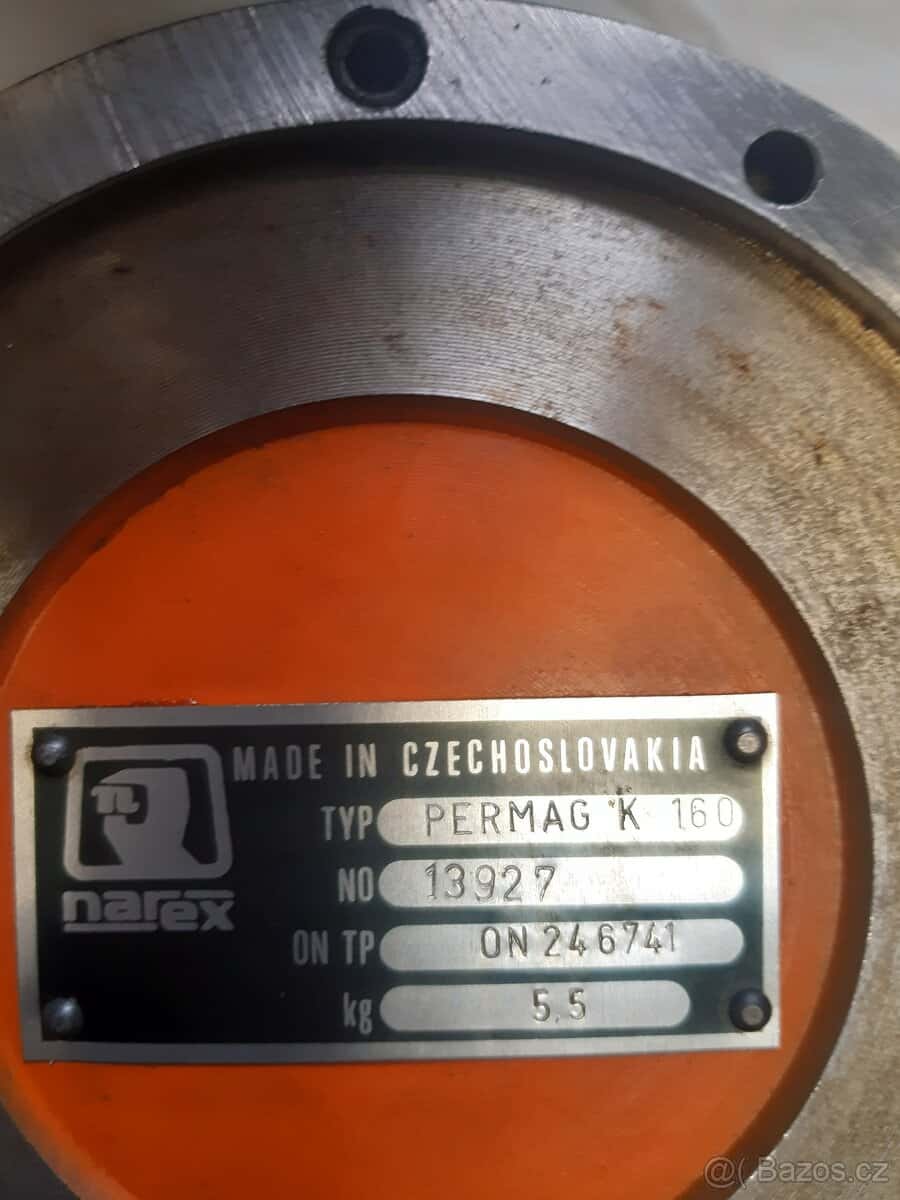 MADE IN CZECHOSLOVAKIA
TYP PERMAG K 160
NO 13927
ON TP ON 246741
kg 5,5
n
narex
@( Bazos.cz